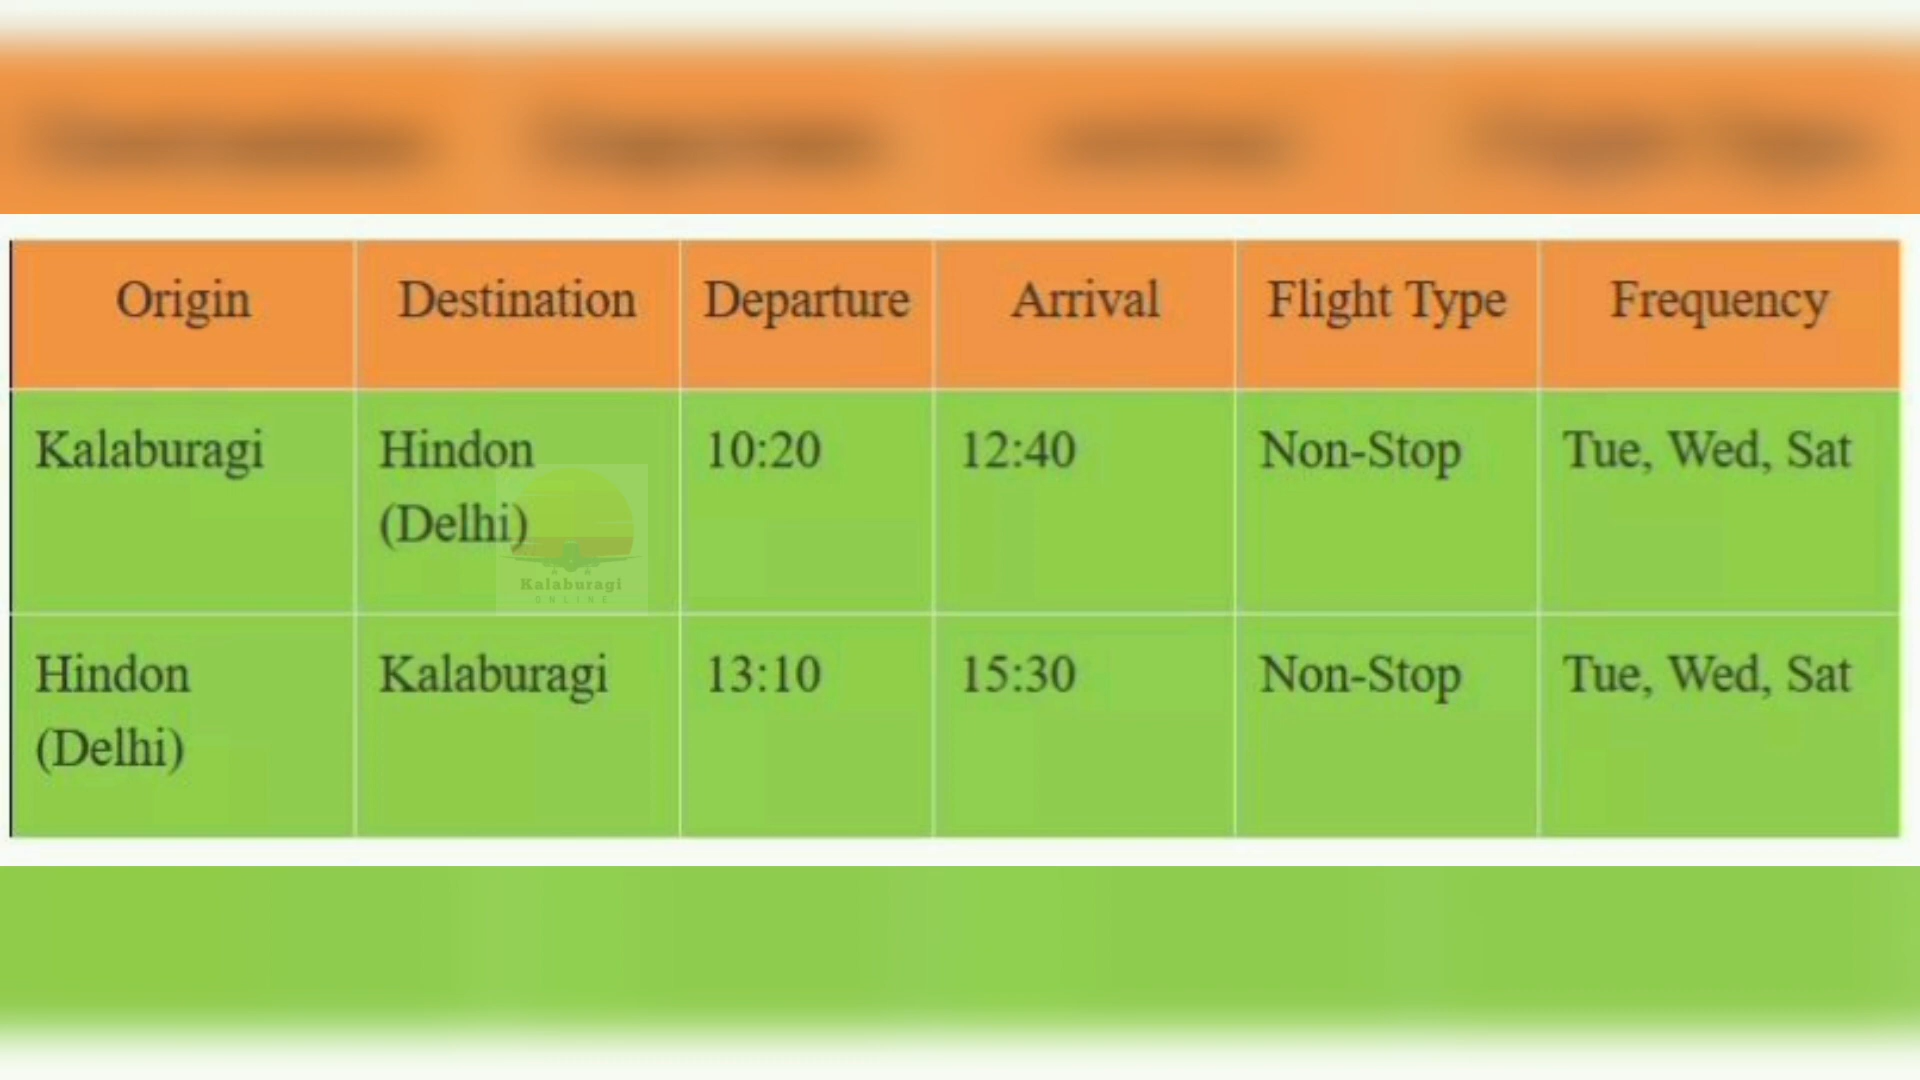 Origin Destination Departure Arrival Flight Type Frequency
Kalaburagi Hindon (Delhi) 10:20 12:40 Non-Stop Tue, Wed, Sat
Kalaburagi
ONLINE
Hindon (Delhi) Kalaburagi 13:10 15:30 Non-Stop Tue, Wed, Sat